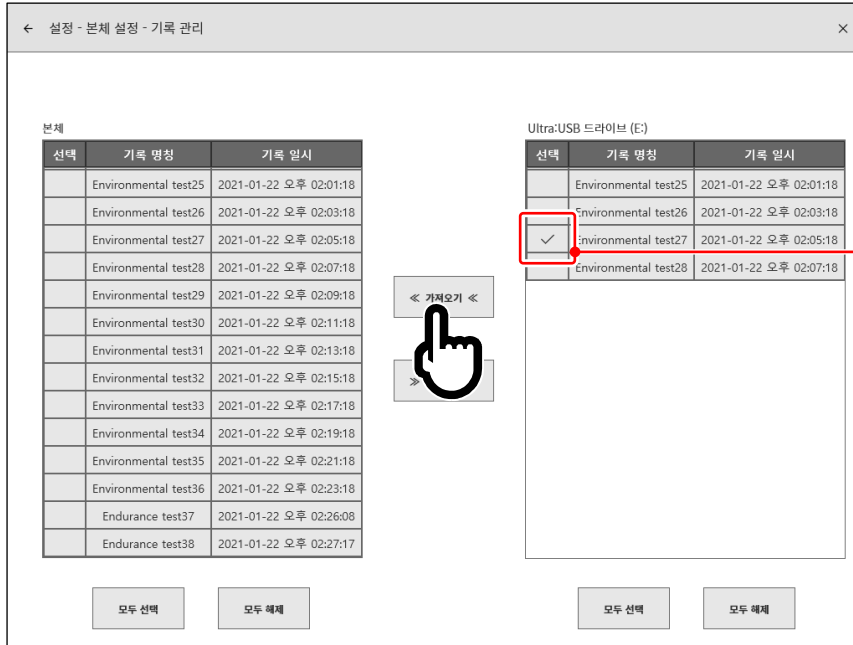 ← 설정 - 본체 설정 - 기록 관리 ×
본체
선택 기록 명칭 기록 일시
Environmental test25 2021-01-22 오후 02:01:18
Environmental test26 2021-01-22 오후 02:03:18
Environmental test27 2021-01-22 오후 02:05:18
Environmental test28 2021-01-22 오후 02:07:18
Environmental test29 2021-01-22 오후 02:09:18
Environmental test30 2021-01-22 오후 02:11:18
Environmental test31 2021-01-22 오후 02:13:18
Environmental test32 2021-01-22 오후 02:15:18
Environmental test33 2021-01-22 오후 02:17:18
Environmental test34 2021-01-22 오후 02:19:18
Environmental test35 2021-01-22 오후 02:21:18
Environmental test36 2021-01-22 오후 02:23:18
Endurance test37 2021-01-22 오후 02:26:08
Endurance test38 2021-01-22 오후 02:27:17
모두 선택 모두 해제
≪ 가져오기 ≪
≫
Ultra:USB 드라이브 (E:)
선택 기록 명칭 기록 일시
Environmental test25 2021-01-22 오후 02:01:18
Environmental test26 2021-01-22 오후 02:03:18
✓ Environmental test27 2021-01-22 오후 02:05:18
Environmental test28 2021-01-22 오후 02:07:18
모두 선택 모두 해제